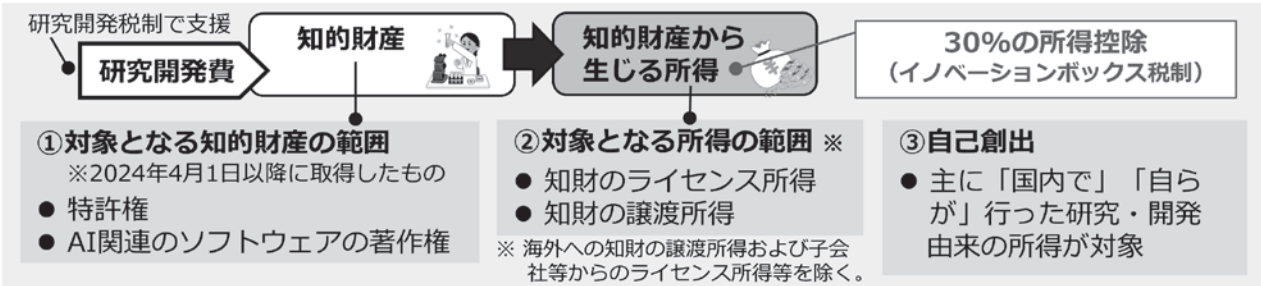 研究開発税制で支援
研究開発費
知的財産
知的財産から
生じる所得
30%の所得控除
（イノベーションボックス税制）
①対象となる知的財産の範囲
※2024年4月1日以降に取得したもの
● 特許権
● AI関連のソフトウェアの著作権
②対象となる所得の範囲 ※
● 知財のライセンス所得
● 知財の譲渡所得
※ 海外への知財の譲渡所得および子会
社等からのライセンス所得等を除く。
③自己創出
● 主に「国内で」「自ら
が」行った研究・開発
由来の所得が対象